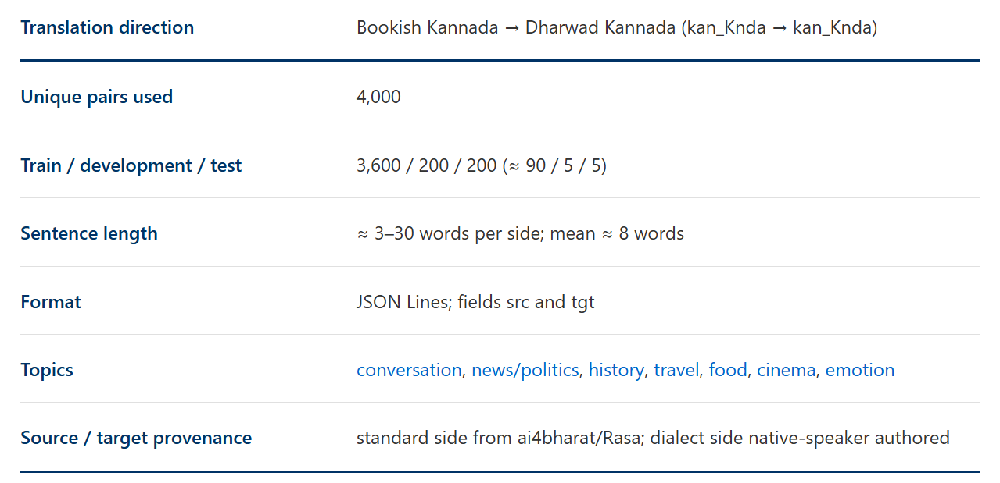 Translation direction Bookish Kannada → Dharwad Kannada (kan_Knda → kan_Knda)
Unique pairs used 4,000
Train / development / test 3,600 / 200 / 200 (≈ 90 / 5 / 5)
Sentence length ≈ 3–30 words per side; mean ≈ 8 words
Format JSON Lines; fields src and tgt
Topics conversation, news/politics, history, travel, food, cinema, emotion
Source / target provenance standard side from ai4bharat/Rasa; dialect side native-speaker authored